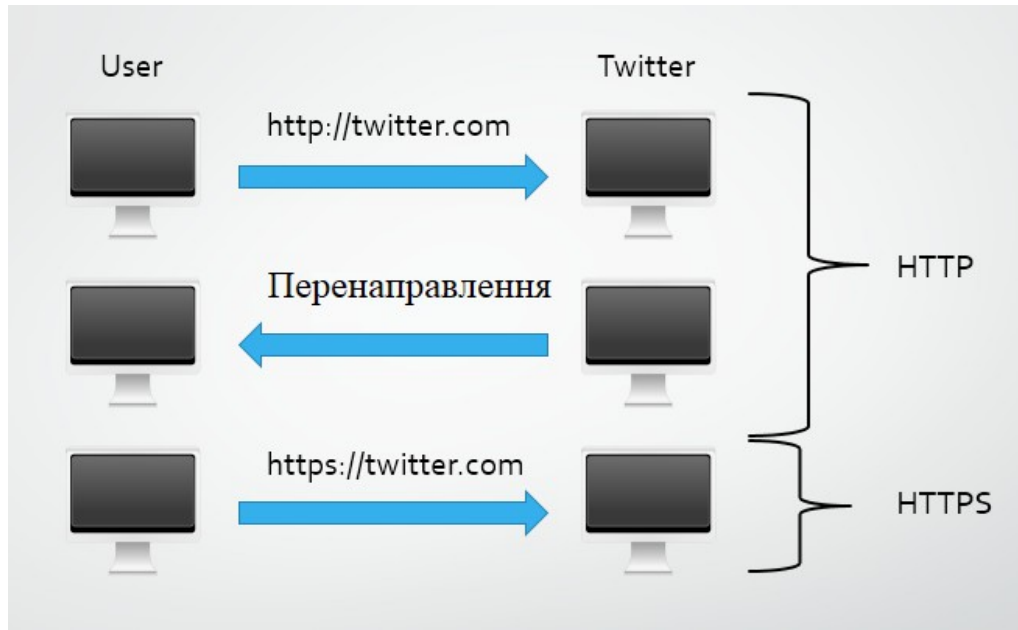 User
Twitter
http://twitter.com
Перенаправлення
HTTP
https://twitter.com
HTTPS